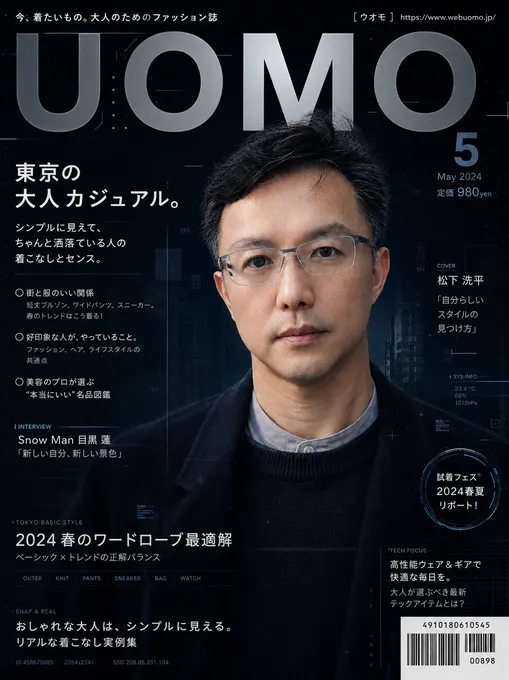 今、着たいもの。大人のためのファッション誌
[ ウオモ ] https://www.webuomo.jp/
UOMO
5
May 2024
定価 980yen
東京の
大人カジュアル。
シンプルに見えて、
ちゃんと洒落ている人の
着こなしとセンス。
○ 街と服のいい関係
短丈ブルゾン、ワイドパンツ、スニーカー、
春のトレンドはこう着る!
○ 好印象な人が、やっていること。
ファッション、ヘア、ライフスタイルの
共通点
○ 美容のプロが選ぶ
“本当にいい”名品図鑑
COVER
松下 洸平
「自分らしい
スタイルの
見つけ方」
SYS-INFO
23.4 °C
68%
1013hPa
INTERVIEW
Snow Man 目黒 蓮
「新しい自分、新しい景色」
試着フェス
2024春夏
リポート!
TOKYO BASIC STYLE
2024 春のワードローブ最適解
ベーシック×トレンドの正解バランス
OUTER KNIT PANTS SNEAKER BAG WATCH
TECH FOCUS
高性能ウェア&ギアで
快適な毎日を。
大人が選ぶべき最新
テックアイテムとは?
SNAP & REAL
おしゃれな大人は、シンプルに見える。
リアルな着こなし実例集
4910180610545
00898